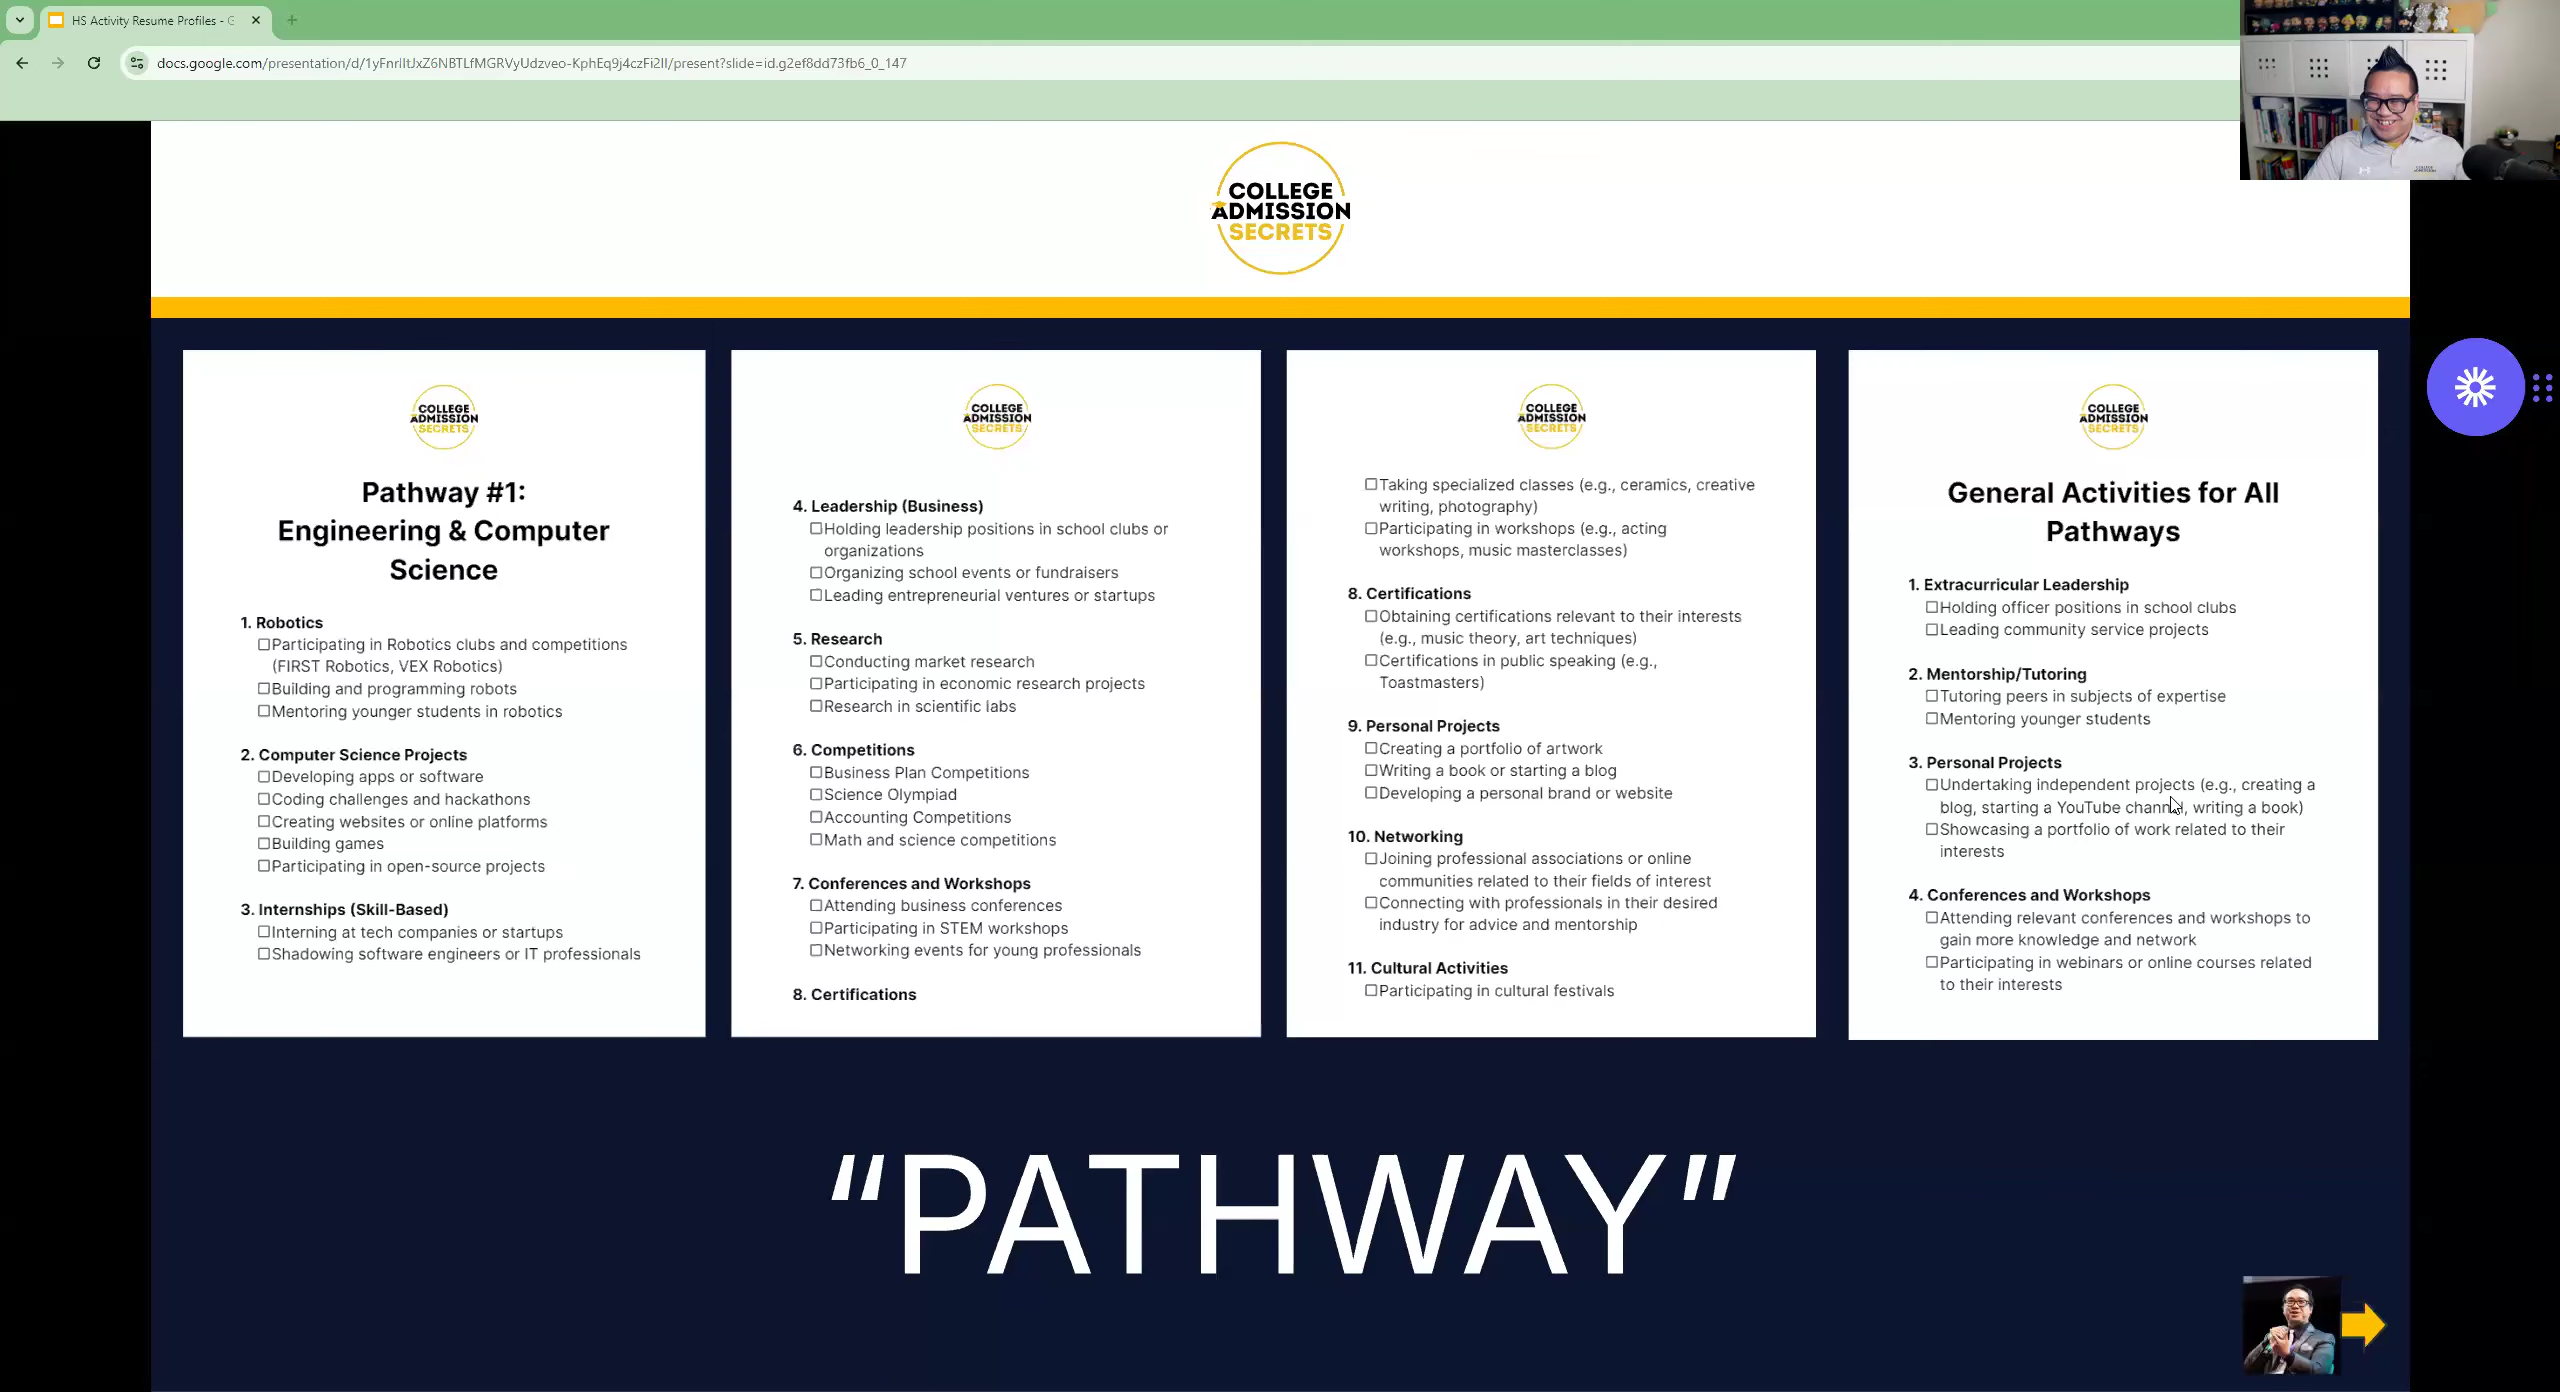 HS Activity Resume Profiles - G
docs.google.com/presentation/d/1yFnrlItJxZ6NBTLfMGRVyUdzveo-KphEq9j4czFi2lI/present?slide=id.g2ef8dd73fb6_0_147
COLLEGE
ADMISSION
SECRETS
COLLEGE
ADMISSION
SECRETS
Pathway #1:
Engineering & Computer
Science
1. Robotics
Participating in Robotics clubs and competitions
(FIRST Robotics, VEX Robotics)
Building and programming robots
Mentoring younger students in robotics
2. Computer Science Projects
Developing apps or software
Coding challenges and hackathons
Creating websites or online platforms
Building games
Participating in open-source projects
3. Internships (Skill-Based)
Interning at tech companies or startups
Shadowing software engineers or IT professionals
COLLEGE
ADMISSION
SECRETS
4. Leadership (Business)
Holding leadership positions in school clubs or
organizations
Organizing school events or fundraisers
Leading entrepreneurial ventures or startups
5. Research
Conducting market research
Participating in economic research projects
Research in scientific labs
6. Competitions
Business Plan Competitions
Science Olympiad
Accounting Competitions
Math and science competitions
7. Conferences and Workshops
Attending business conferences
Participating in STEM workshops
Networking events for young professionals
8. Certifications
COLLEGE
ADMISSION
SECRETS
Taking specialized classes (e.g., ceramics, creative
writing, photography)
Participating in workshops (e.g., acting
workshops, music masterclasses)
8. Certifications
Obtaining certifications relevant to their interests
(e.g., music theory, art techniques)
Certifications in public speaking (e.g.,
Toastmasters)
9. Personal Projects
Creating a portfolio of artwork
Writing a book or starting a blog
Developing a personal brand or website
10. Networking
Joining professional associations or online
communities related to their fields of interest
Connecting with professionals in their desired
industry for advice and mentorship
11. Cultural Activities
Participating in cultural festivals
COLLEGE
ADMISSION
SECRETS
General Activities for All
Pathways
1. Extracurricular Leadership
Holding officer positions in school clubs
Leading community service projects
2. Mentorship/Tutoring
Tutoring peers in subjects of expertise
Mentoring younger students
3. Personal Projects
Undertaking independent projects (e.g., creating a
blog, starting a YouTube channel, writing a book)
Showcasing a portfolio of work related to their
interests
4. Conferences and Workshops
Attending relevant conferences and workshops to
gain more knowledge and network
Participating in webinars or online courses related
to their interests
“PATHWAY”